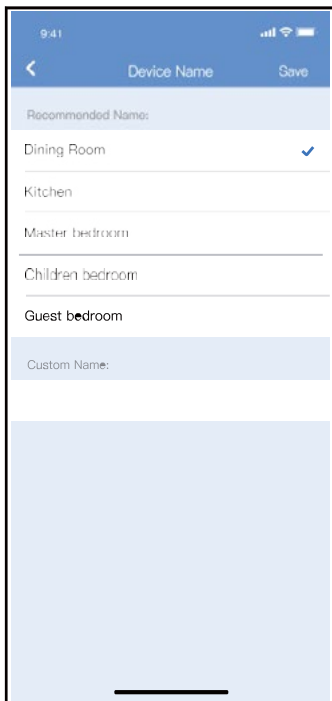 9:41
Device Name Save
Recommended Name:
Dining Room
Kitchen
Master bedroom
Children bedroom
Guest bedroom
Custom Name: